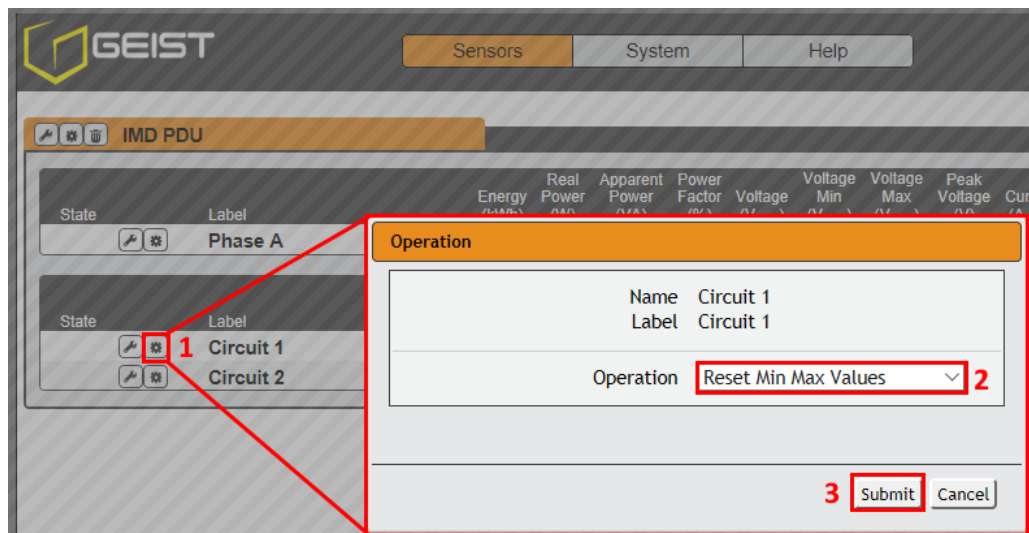 GEIST
Sensors System Help
IMD PDU
Real Apparent Power Voltage Voltage Peak
Energy Power Power Factor Voltage Min Max Voltage
State Label (kWh) (W) (VA) (%)
Phase A
Operation
Name Circuit 1
Label Circuit 1
State Label
1 Circuit 1
Circuit 2
Operation Reset Min Max Values 2
3 Submit Cancel